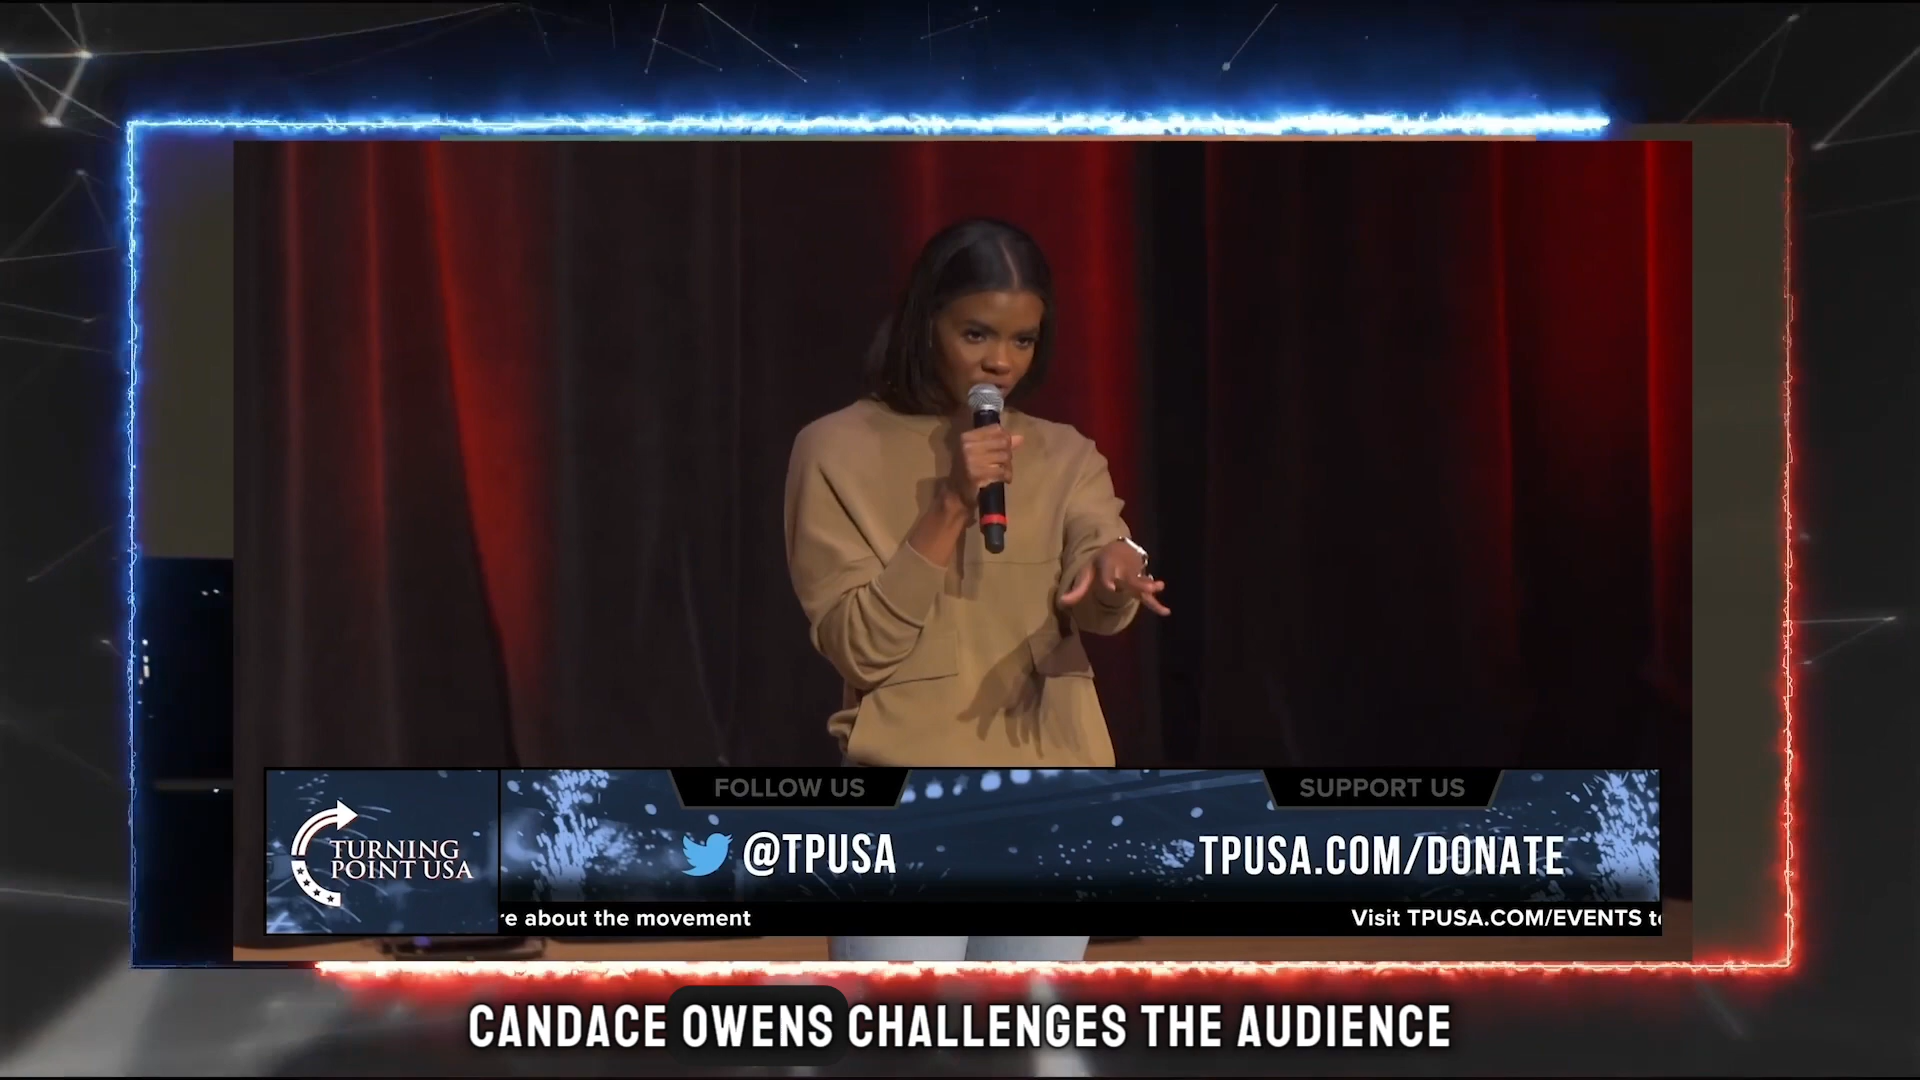 FOLLOW US
SUPPORT US
TURNING
POINT USA
@TPUSA
TPUSA.COM/DONATE
re about the movement
Visit TPUSA.COM/EVENTS to
CANDACE OWENS CHALLENGES THE AUDIENCE